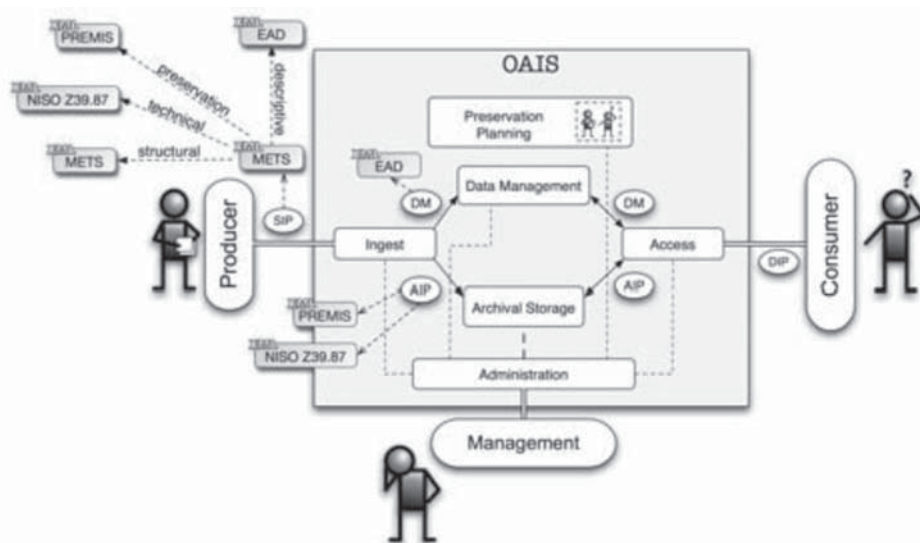 PREMIS
EAD
OAIS
preservation
descriptive
NISO Z39.87
technical
Preservation
Planning
METS
structural
METS
EAD
Data Management
DM
DM
SIP
Producer
Ingest
Access
DIP
Consumer
?
AIP
AIP
PREMIS
Archival Storage
NISO Z39.87
Administration
Management